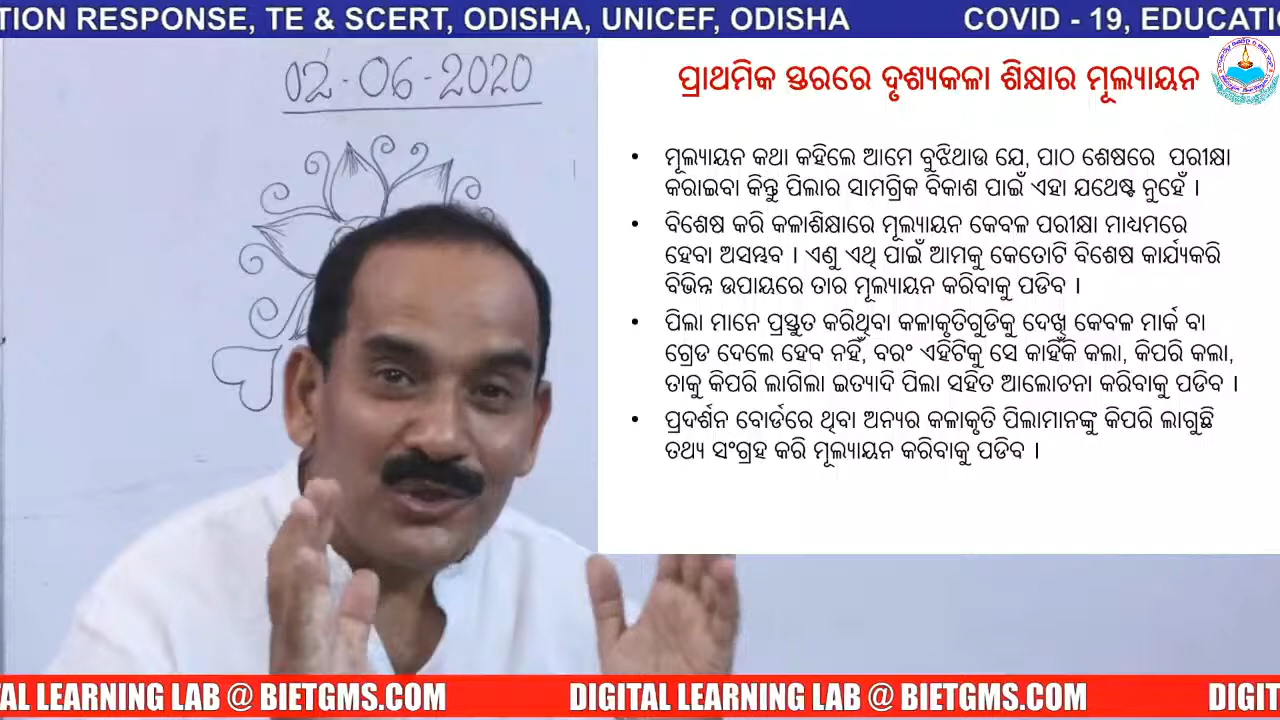 TION RESPONSE, TE & SCERT, ODISHA, UNICEF, ODISHA COVID - 19, EDUCATI
02-06-2020
ପ୍ରାଥମିକ ସ୍ତରରେ ଦୃଶ୍ୟକଳା ଶିକ୍ଷାର ମୂଲ୍ୟାୟନ
• ମୂଲ୍ୟାୟନ କଥା କହିଲେ ଆମେ ବୁଝିଥାଉ ଯେ, ପାଠ ଶେଷରେ ପରୀକ୍ଷା
କରାଇବା କିନ୍ତୁ ପିଲାର ସାମଗ୍ରିକ ବିକାଶ ପାଇଁ ଏହା ଯଥେଷ୍ଟ ନୁହେଁ ।
• ବିଶେଷ କରି କଳାଶିକ୍ଷାରେ ମୂଲ୍ୟାୟନ କେବଳ ପରୀକ୍ଷା ମାଧ୍ୟମରେ
ହେବା ଅସମ୍ଭବ । ଏଣୁ ଏଥି ପାଇଁ ଆମକୁ କେତୋଟି ବିଶେଷ କାର୍ଯ୍ୟକରି
ବିଭିନ୍ନ ଉପାୟରେ ତାର ମୂଲ୍ୟାୟନ କରିବାକୁ ପଡିବ ।
• ପିଲା ମାନେ ପ୍ରସ୍ତୁତ କରିଥିବା କଳାକୃତିଗୁଡିକୁ ଦେଖି କେବଳ ମାର୍କ ବା
ଗ୍ରେଡ ଦେଲେ ହେବ ନହିଁ, ବରଂ ଏହିଟିକୁ ସେ କାହିଁକି କଲା, କିପରି କଲା,
ତାକୁ କିପରି ଲାଗିଲା ଇତ୍ୟାଦି ପିଲା ସହିତ ଆଲୋଚନା କରିବାକୁ ପଡିବ ।
• ପ୍ରଦର୍ଶନ ବୋର୍ଡରେ ଥିବା ଅନ୍ୟର କଳାକୃତି ପିଲାମାନଙ୍କୁ କିପରି ଲାଗୁଛି
ତଥ୍ୟ ସଂଗ୍ରହ କରି ମୂଲ୍ୟାୟନ କରିବାକୁ ପଡିବ ।
AL LEARNING LAB @ BIETGMS.COM DIGITAL LEARNING LAB @ BIETGMS.COM DIGIT